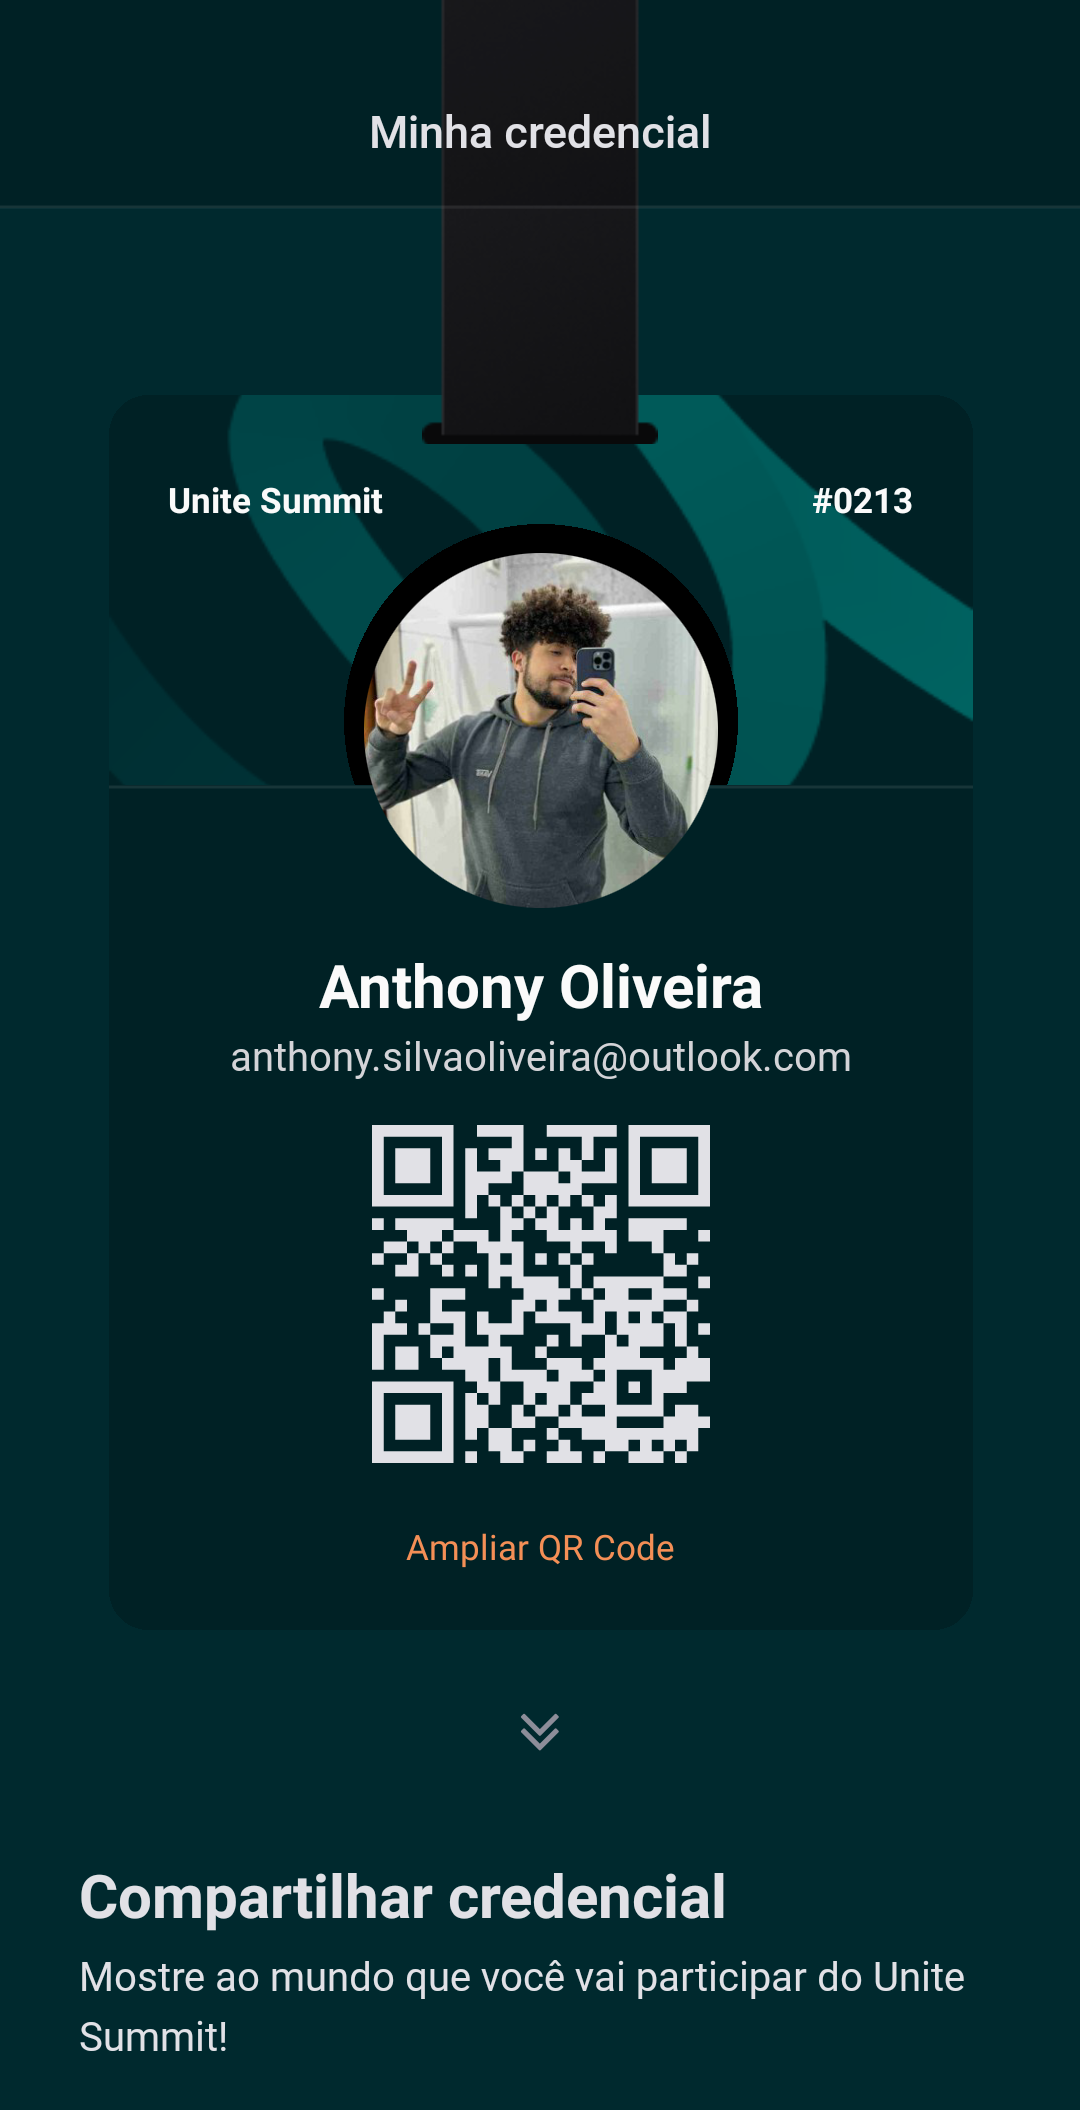 Minha credencial
Unite Summit
#0213
Anthony Oliveira
anthony.silvaoliveira@outlook.com
Ampliar QR Code
Compartilhar credencial
Mostre ao mundo que você vai participar do Unite
Summit!